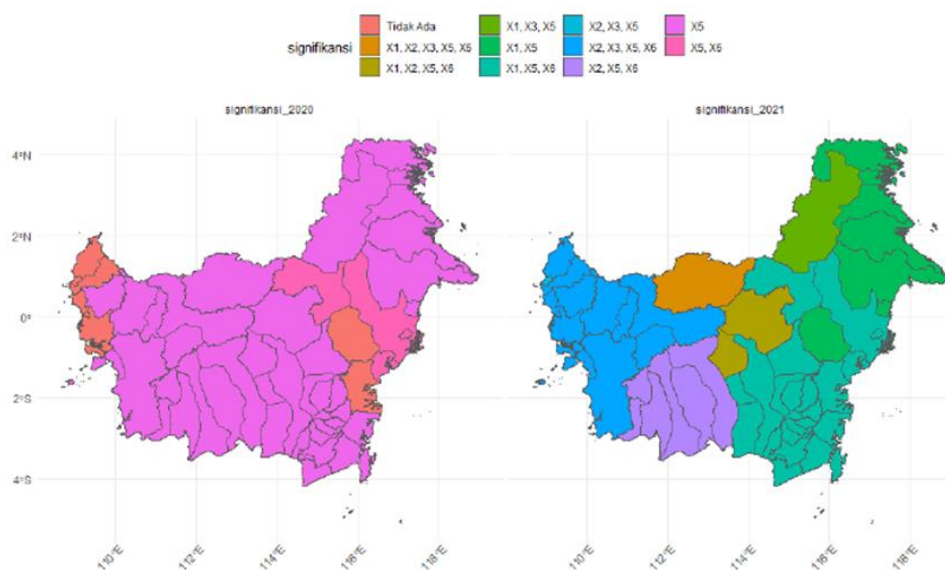 signifikansi
Tidak Ada
X1, X2, X3, X5, X6
X1, X2, X5, X6
X1, X3, X5
X1, X5
X1, X5, X6
X2, X3, X5
X2, X3, X5, X6
X2, X5, X6
X5
X5, X6
signifikansi_2020
signifikansi_2021
4°N
2°N
0°
2°S
4°S
110°E
112°E
114°E
116°E
118°E
110°E
112°E
114°E
116°E
118°E